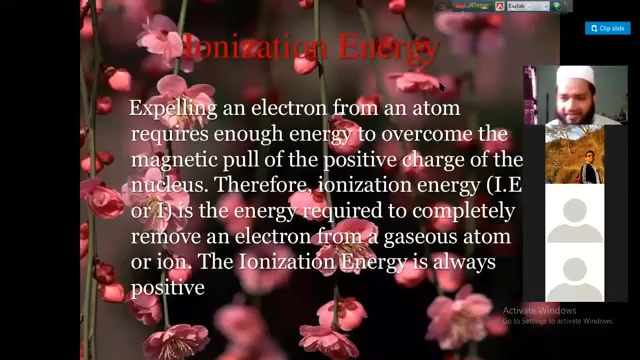 English
Clip slide
Ionization Energy
Expelling an electron from an atom
requires enough energy to overcome the
magnetic pull of the positive charge of the
nucleus. Therefore, ionization energy (I.E
or I) is the energy required to completely
remove an electron from a gaseous atom
or ion. The Ionization Energy is always
positive
Activate Windows
Go to Settings to activate Windows.